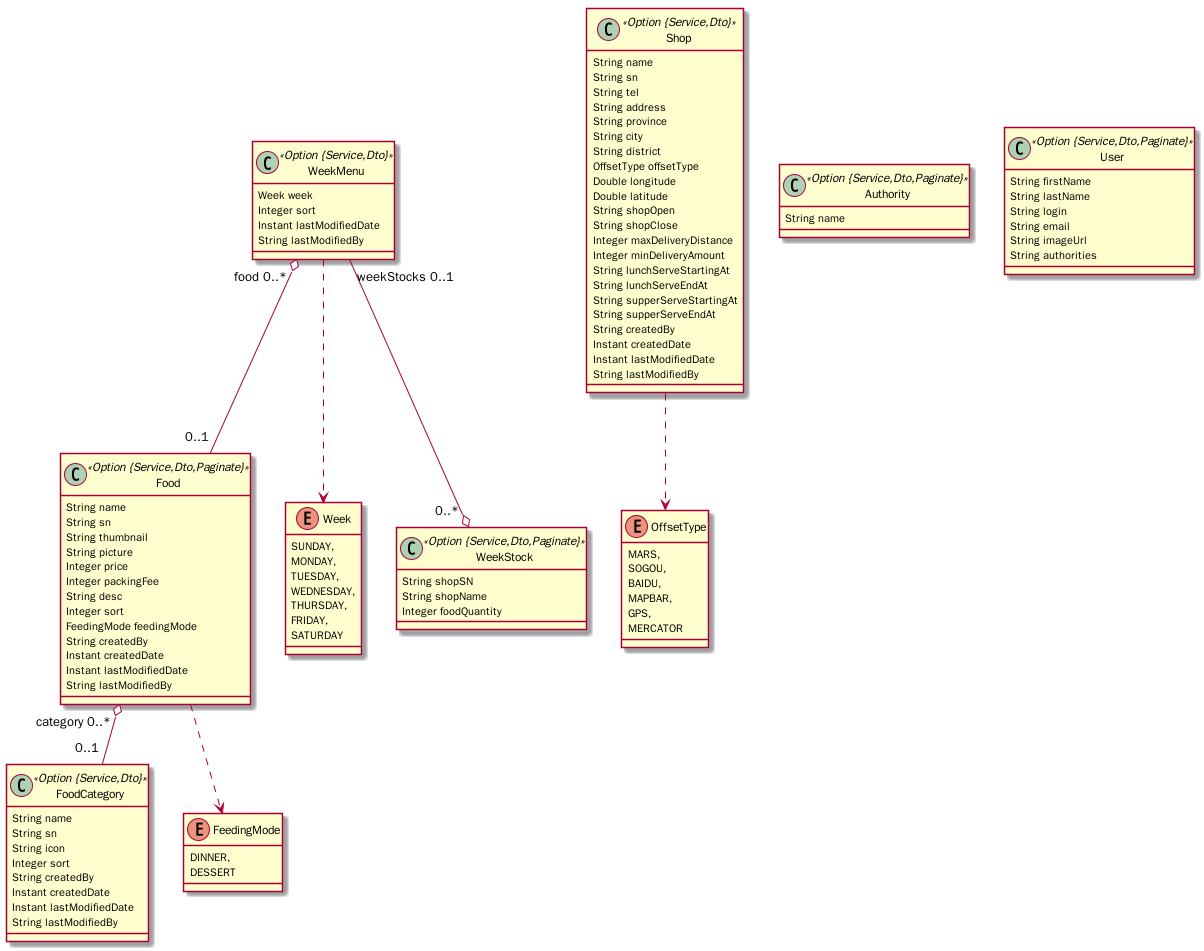 C «Option {Service,Dto}»
Shop
String name
String sn
String tel
String address
String province
String city
String district
OffsetType offsetType
Double longitude
Double latitude
String shopOpen
String shopClose
Integer maxDeliveryDistance
Integer minDeliveryAmount
String lunchServeStartingAt
String lunchServeEndAt
String supperServeStartingAt
String supperServeEndAt
String createdBy
Instant createdDate
Instant lastModifiedDate
String lastModifiedBy
C «Option {Service,Dto}»
WeekMenu
Week week
Integer sort
Instant lastModifiedDate
String lastModifiedBy
C «Option {Service,Dto,Paginate}»
Authority
String name
C «Option {Service,Dto,Paginate}»
User
String firstName
String lastName
String login
String email
String imageUrl
String authorities
food 0..*
weekStocks 0..1
0..1
0..*
C «Option {Service,Dto,Paginate}»
Food
String name
String sn
String thumbnail
String picture
Integer price
Integer packingFee
String desc
Integer sort
FeedingMode feedingMode
String createdBy
Instant createdDate
Instant lastModifiedDate
String lastModifiedBy
E Week
SUNDAY,
MONDAY,
TUESDAY,
WEDNESDAY,
THURSDAY,
FRIDAY,
SATURDAY
C «Option {Service,Dto,Paginate}»
WeekStock
String shopSN
String shopName
Integer foodQuantity
E OffsetType
MARS,
SOGOU,
BAIDU,
MAPBAR,
GPS,
MERCATOR
category 0..*
0..1
C «Option {Service,Dto}»
FoodCategory
String name
String sn
String icon
Integer sort
String createdBy
Instant createdDate
Instant lastModifiedDate
String lastModifiedBy
E FeedingMode
DINNER,
DESSERT